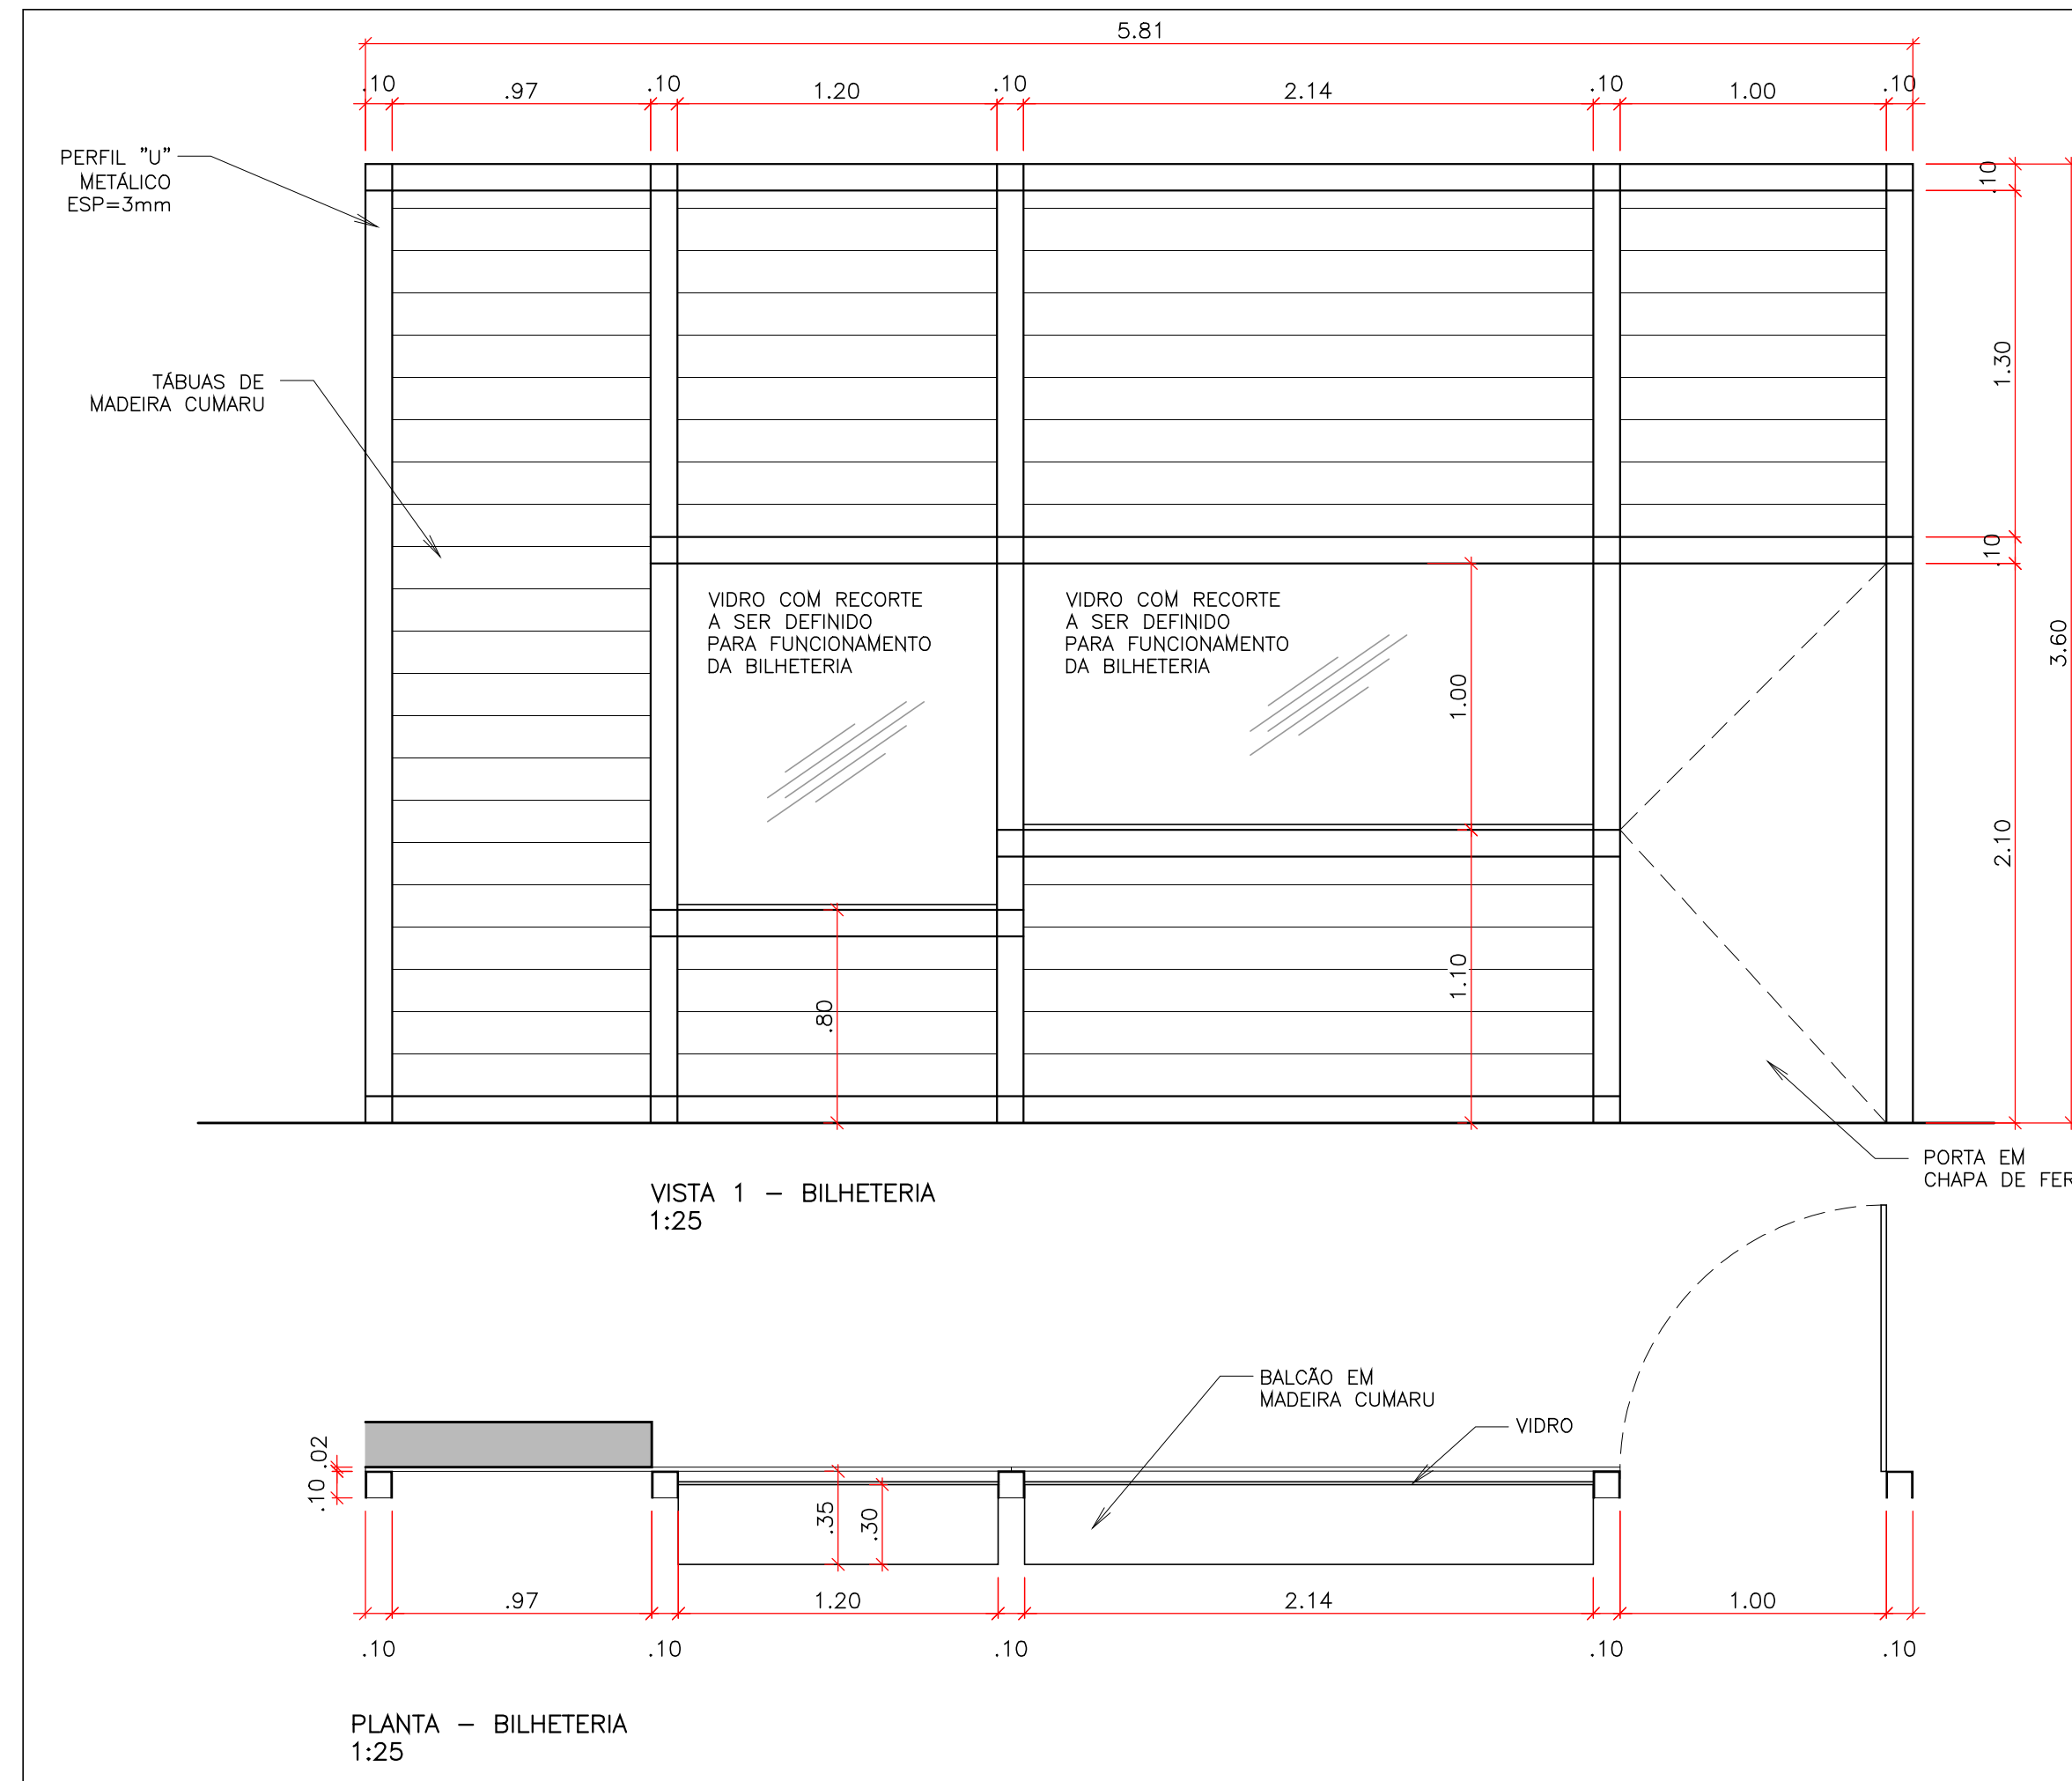 5.81
.10
.97
.10
1.20
.10
2.14
.10
1.00
.10
PERFIL "U"
METÁLICO
ESP=3mm
.10
TÁBUAS DE
MADEIRA CUMARU
1.30
.10
VIDRO COM RECORTE
A SER DEFINIDO
PARA FUNCIONAMENTO
DA BILHETERIA
VIDRO COM RECORTE
A SER DEFINIDO
PARA FUNCIONAMENTO
DA BILHETERIA
1.00
3.60
2.10
.80
1.10
PORTA EM
CHAPA DE FER
VISTA 1 – BILHETERIA
1:25
BALCÃO EM
MADEIRA CUMARU
VIDRO
.02
.10
.35
.30
.97
1.20
2.14
1.00
.10
.10
.10
.10
.10
PLANTA – BILHETERIA
1:25